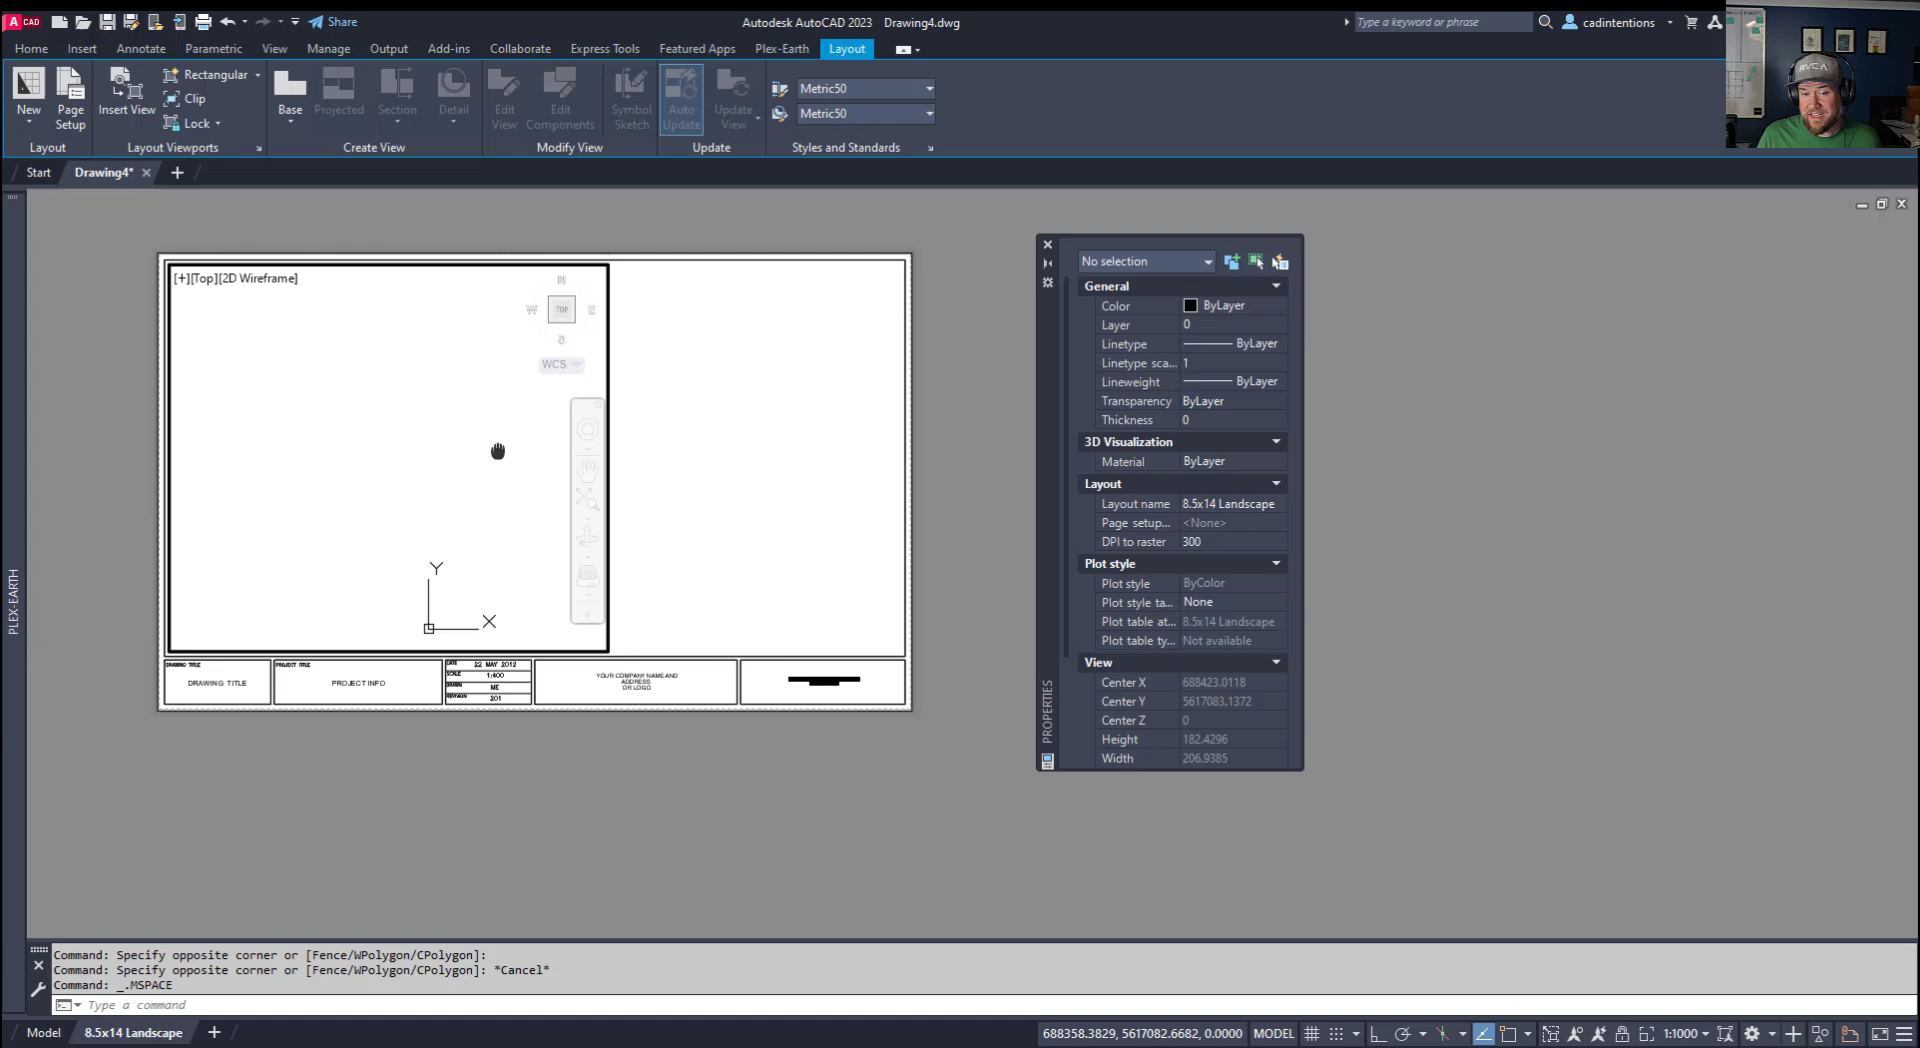 A CAD
Share
Autodesk AutoCAD 2023 Drawing4.dwg
Type a keyword or phrase
cadintentions
Home Insert Annotate Parametric View Manage Output Add-ins Collaborate Express Tools Featured Apps Plex-Earth Layout
New
Page Setup
Insert View
Rectangular
Clip
Lock
Base
Projected
Section
Detail
Edit View
Edit Components
Symbol Sketch
Auto Update
Update View
Metric50
Metric50
Layout
Layout Viewports
Create View
Modify View
Update
Styles and Standards
RVCA
Start
Drawing4*
[+][Top][2D Wireframe]
N
W
TOP
E
S
WCS
Y
X
DRAWING TITLE
DRAWING TITLE
PROJECT TITLE
PROJECT INFO
DATE 22 MAY 2012
SCALE 1:400
DRAWN ME
REVISION 201
YOUR COMPANY NAME AND
ADDRESS
OR LOGO
No selection
General
Color ByLayer
Layer 0
Linetype ByLayer
Linetype sca... 1
Lineweight ByLayer
Transparency ByLayer
Thickness 0
3D Visualization
Material ByLayer
Layout
Layout name 8.5x14 Landscape
Page setup... <None>
DPI to raster 300
Plot style
Plot style ByColor
Plot style ta... None
Plot table at... 8.5x14 Landscape
Plot table ty... Not available
View
Center X 688423.0118
Center Y 5617083.1372
Center Z 0
Height 182.4296
Width 206.9385
PROPERTIES
PLEX-EARTH
Command: Specify opposite corner or [Fence/WPolygon/CPolygon]:
Command: Specify opposite corner or [Fence/WPolygon/CPolygon]: *Cancel*
Command: _.MSPACE
Type a command
Model
8.5x14 Landscape
688358.3829, 5617082.6682, 0.0000 MODEL
1:1000